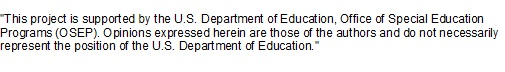 "This project is supported by the U.S. Department of Education, Office of Special Education
Programs (OSEP). Opinions expressed herein are those of the authors and do not necessarily
represent the position of the U.S. Department of Education."